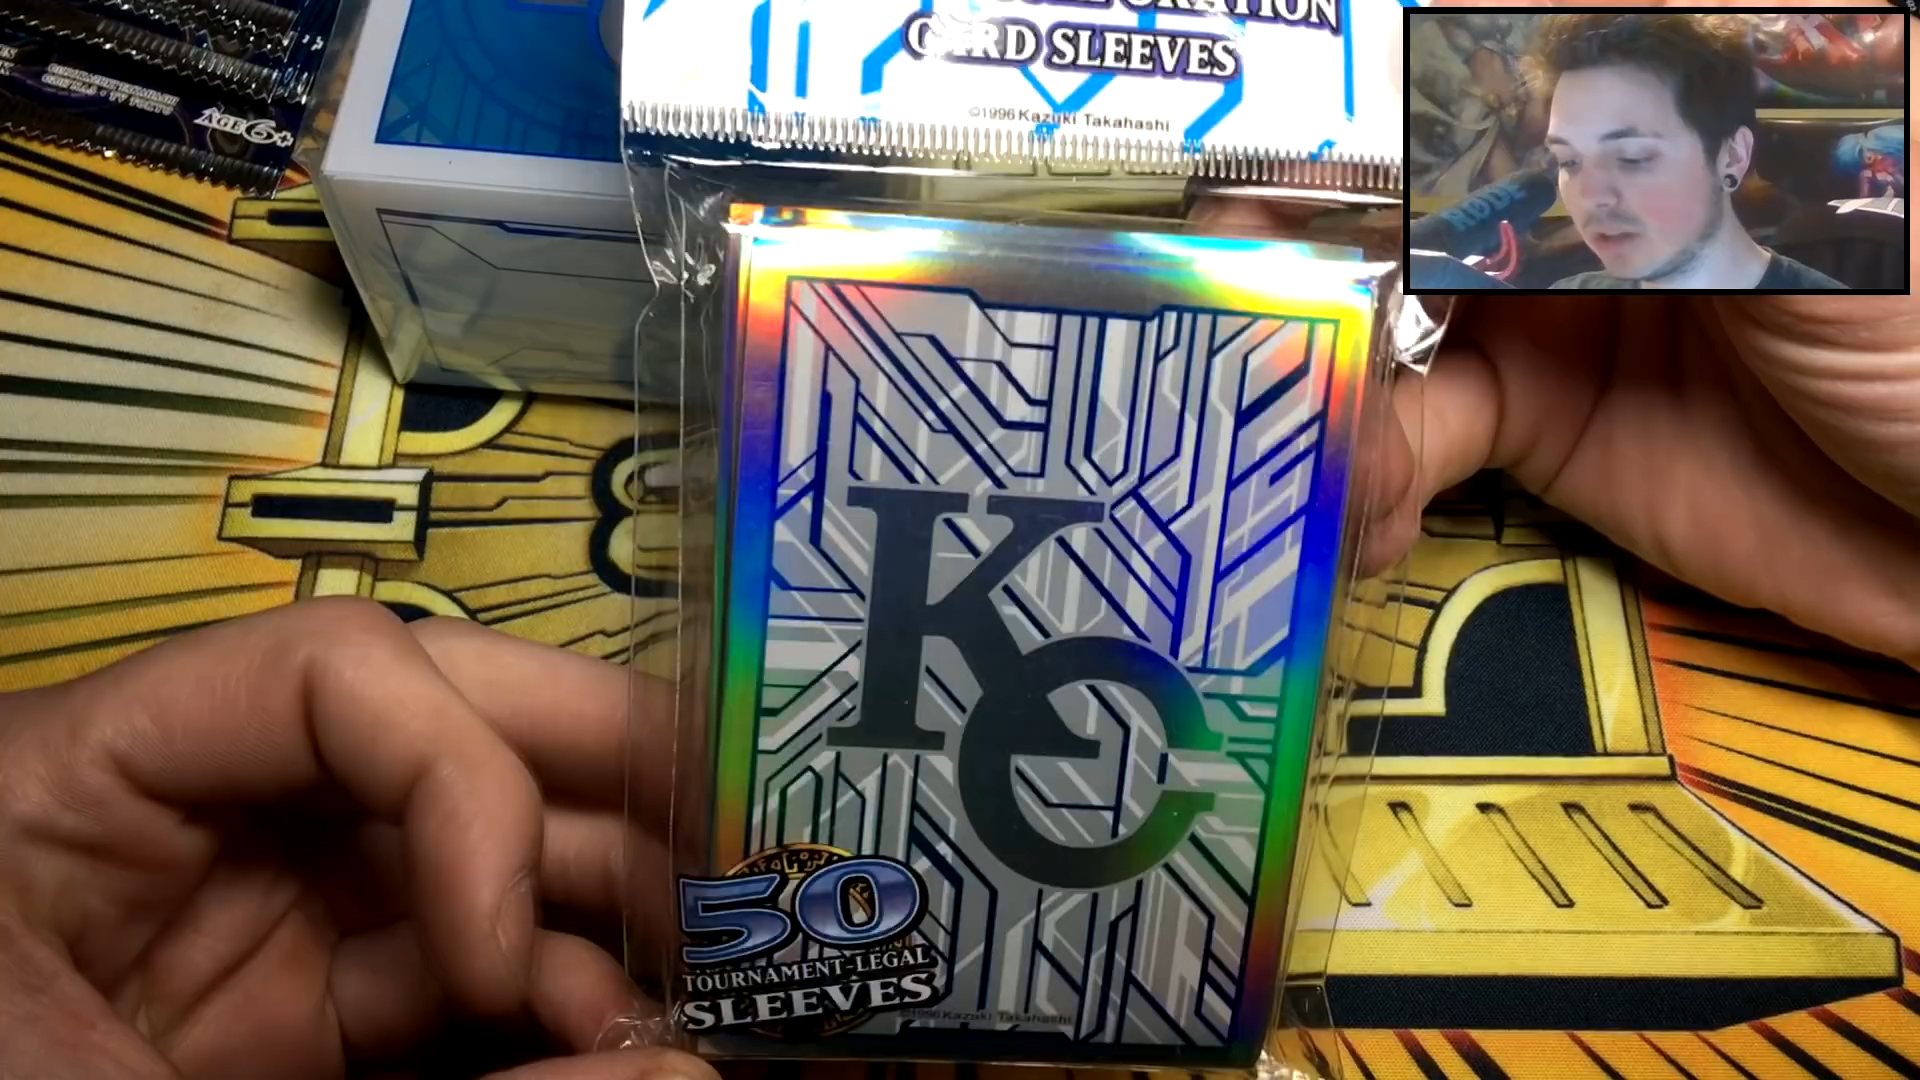 CARD SLEEVES
©1996 Kazuki Takahashi
AGE 6+
RØDE
KC
50
TOURNAMENT-LEGAL
SLEEVES
©1996 Kazuki Takahashi